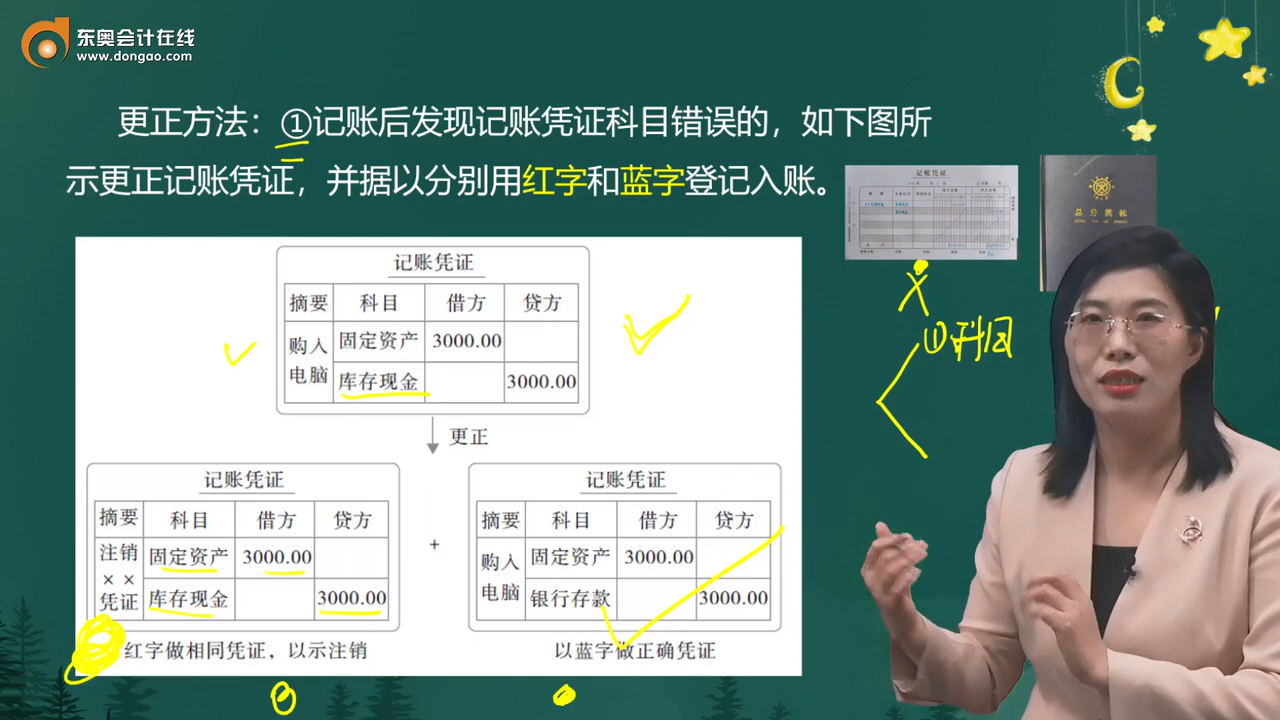 东奥会计在线
www.dongao.com
更正方法：①记账后发现记账凭证科目错误的，如下图所
示更正记账凭证，并据以分别用红字和蓝字登记入账。
记账凭证
总分类帐
①科目
记账凭证
摘要 科目 借方 贷方
购入 固定资产 3000.00
电脑 库存现金 3000.00
更正
记账凭证
摘要 科目 借方 贷方
注销 固定资产 3000.00
××
凭证 库存现金 3000.00
红字做相同凭证，以示注销
+
记账凭证
摘要 科目 借方 贷方
购入 固定资产 3000.00
电脑 银行存款 3000.00
以蓝字做正确凭证